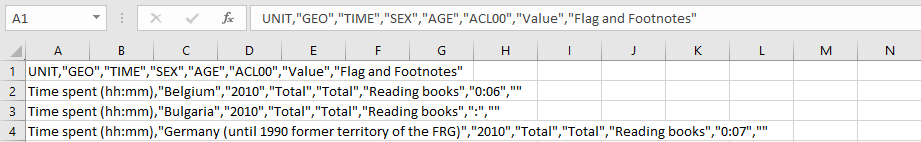 A1
fx
UNIT,"GEO","TIME","SEX","AGE","ACL00","Value","Flag and Footnotes"
A B C D E F G H I J K L M N
1 UNIT,"GEO","TIME","SEX","AGE","ACL00","Value","Flag and Footnotes"
2 Time spent (hh:mm),"Belgium","2010","Total","Total","Reading books","0:06",""
3 Time spent (hh:mm),"Bulgaria","2010","Total","Total","Reading books",":",""
4 Time spent (hh:mm),"Germany (until 1990 former territory of the FRG)","2010","Total","Total","Reading books","0:07",""